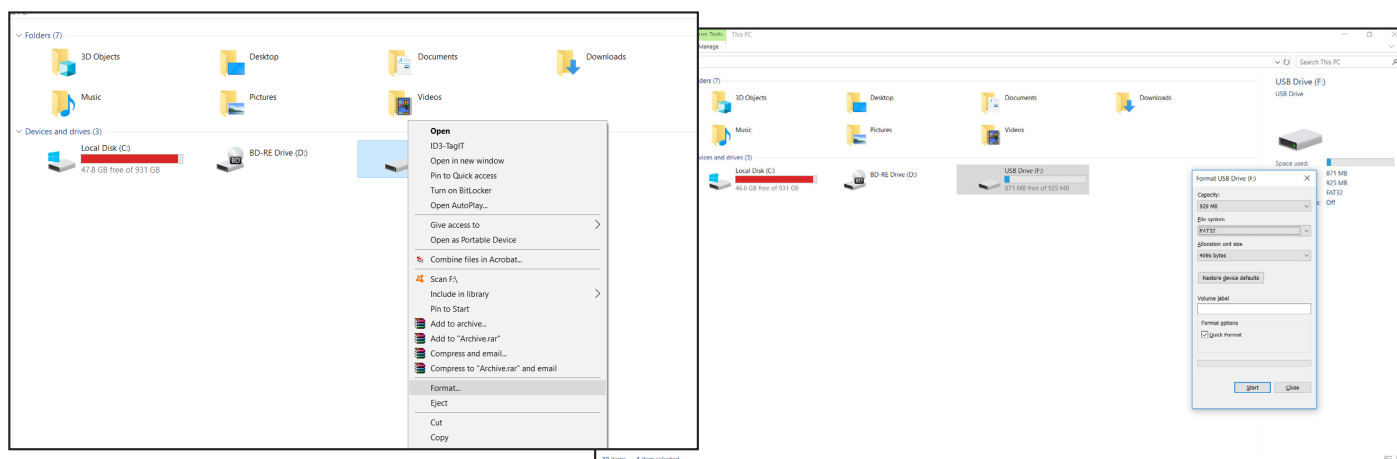 Folders (7)
3D Objects
Desktop
Documents
Downloads
Music
Pictures
Videos
Devices and drives (3)
Local Disk (C:)
47.8 GB free of 931 GB
BD-RE Drive (D:)
Open
ID3-TagIT
Open in new window
Pin to Quick access
Turn on BitLocker
Open AutoPlay...
Give access to
Open as Portable Device
Combine files in Acrobat...
Scan F:\
Include in library
Pin to Start
Add to archive...
Add to "Archive.rar"
Compress and email...
Compress to "Archive.rar" and email
Format...
Eject
Cut
Copy
rive Tools This PC
Manage
Search This PC
ders (7)
3D Objects
Desktop
Documents
Downloads
Music
Pictures
Videos
vices and drives (3)
Local Disk (C:)
46.6 GB free of 931 GB
BD-RE Drive (D:)
USB Drive (F:)
871 MB free of 925 MB
USB Drive (F:)
USB Drive
Space used:
871 MB
925 MB
FAT32
Off
Format USB Drive (F:)
Capacity:
929 MB
File system
FAT32
Allocation unit size
4096 bytes
Restore device defaults
Volume label
Format options
Quick Format
Start Close